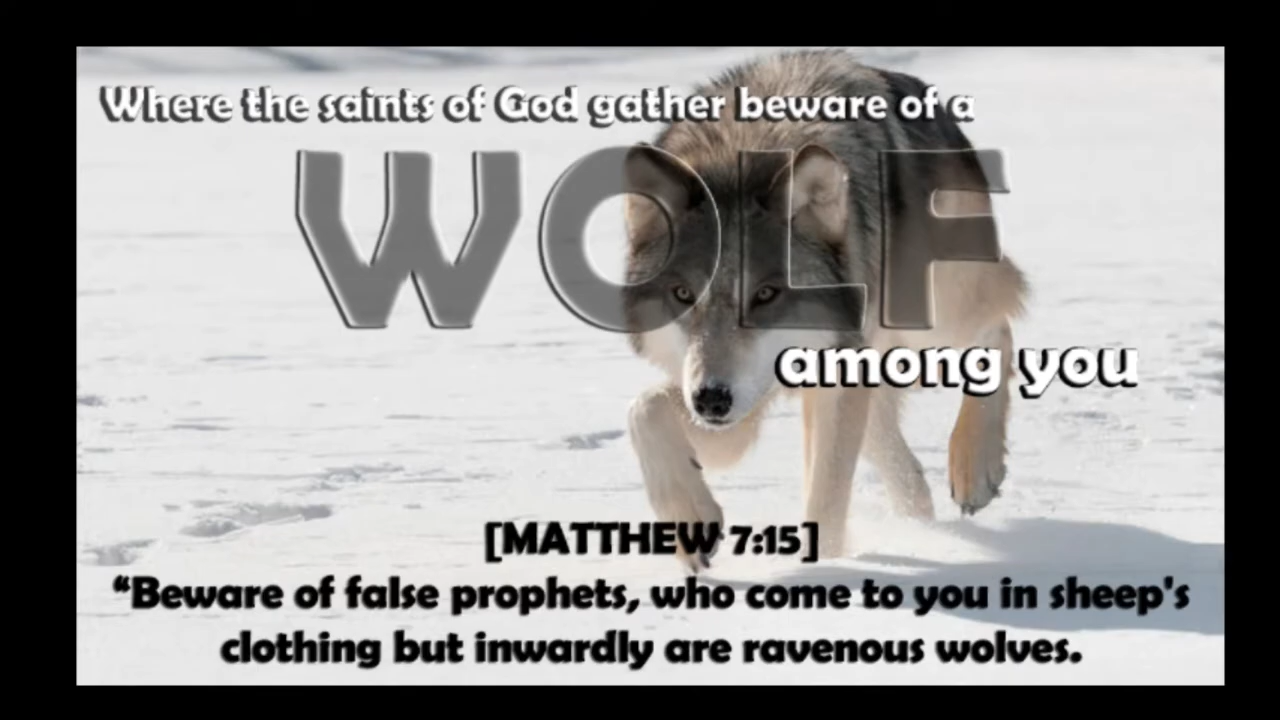 Where the saints of God gather beware of a
WOLF
among you
[MATTHEW 7:15]
“Beware of false prophets, who come to you in sheep's
clothing but inwardly are ravenous wolves.